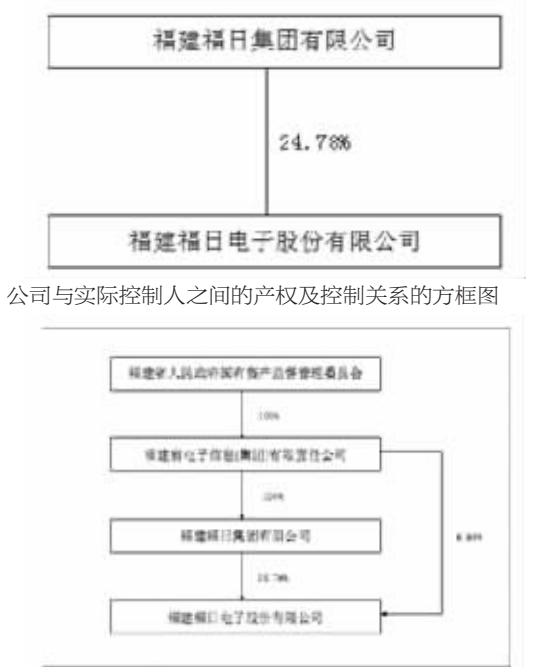 福建福日集团有限公司
24.78%
福建福日电子股份有限公司
公司与实际控制人之间的产权及控制关系的方框图
福建省人民政府国有资产监督管理委员会
100%
福建省电子信息(集团)有限责任公司
福建福日集团有限公司
24.78%
福建福日电子股份有限公司